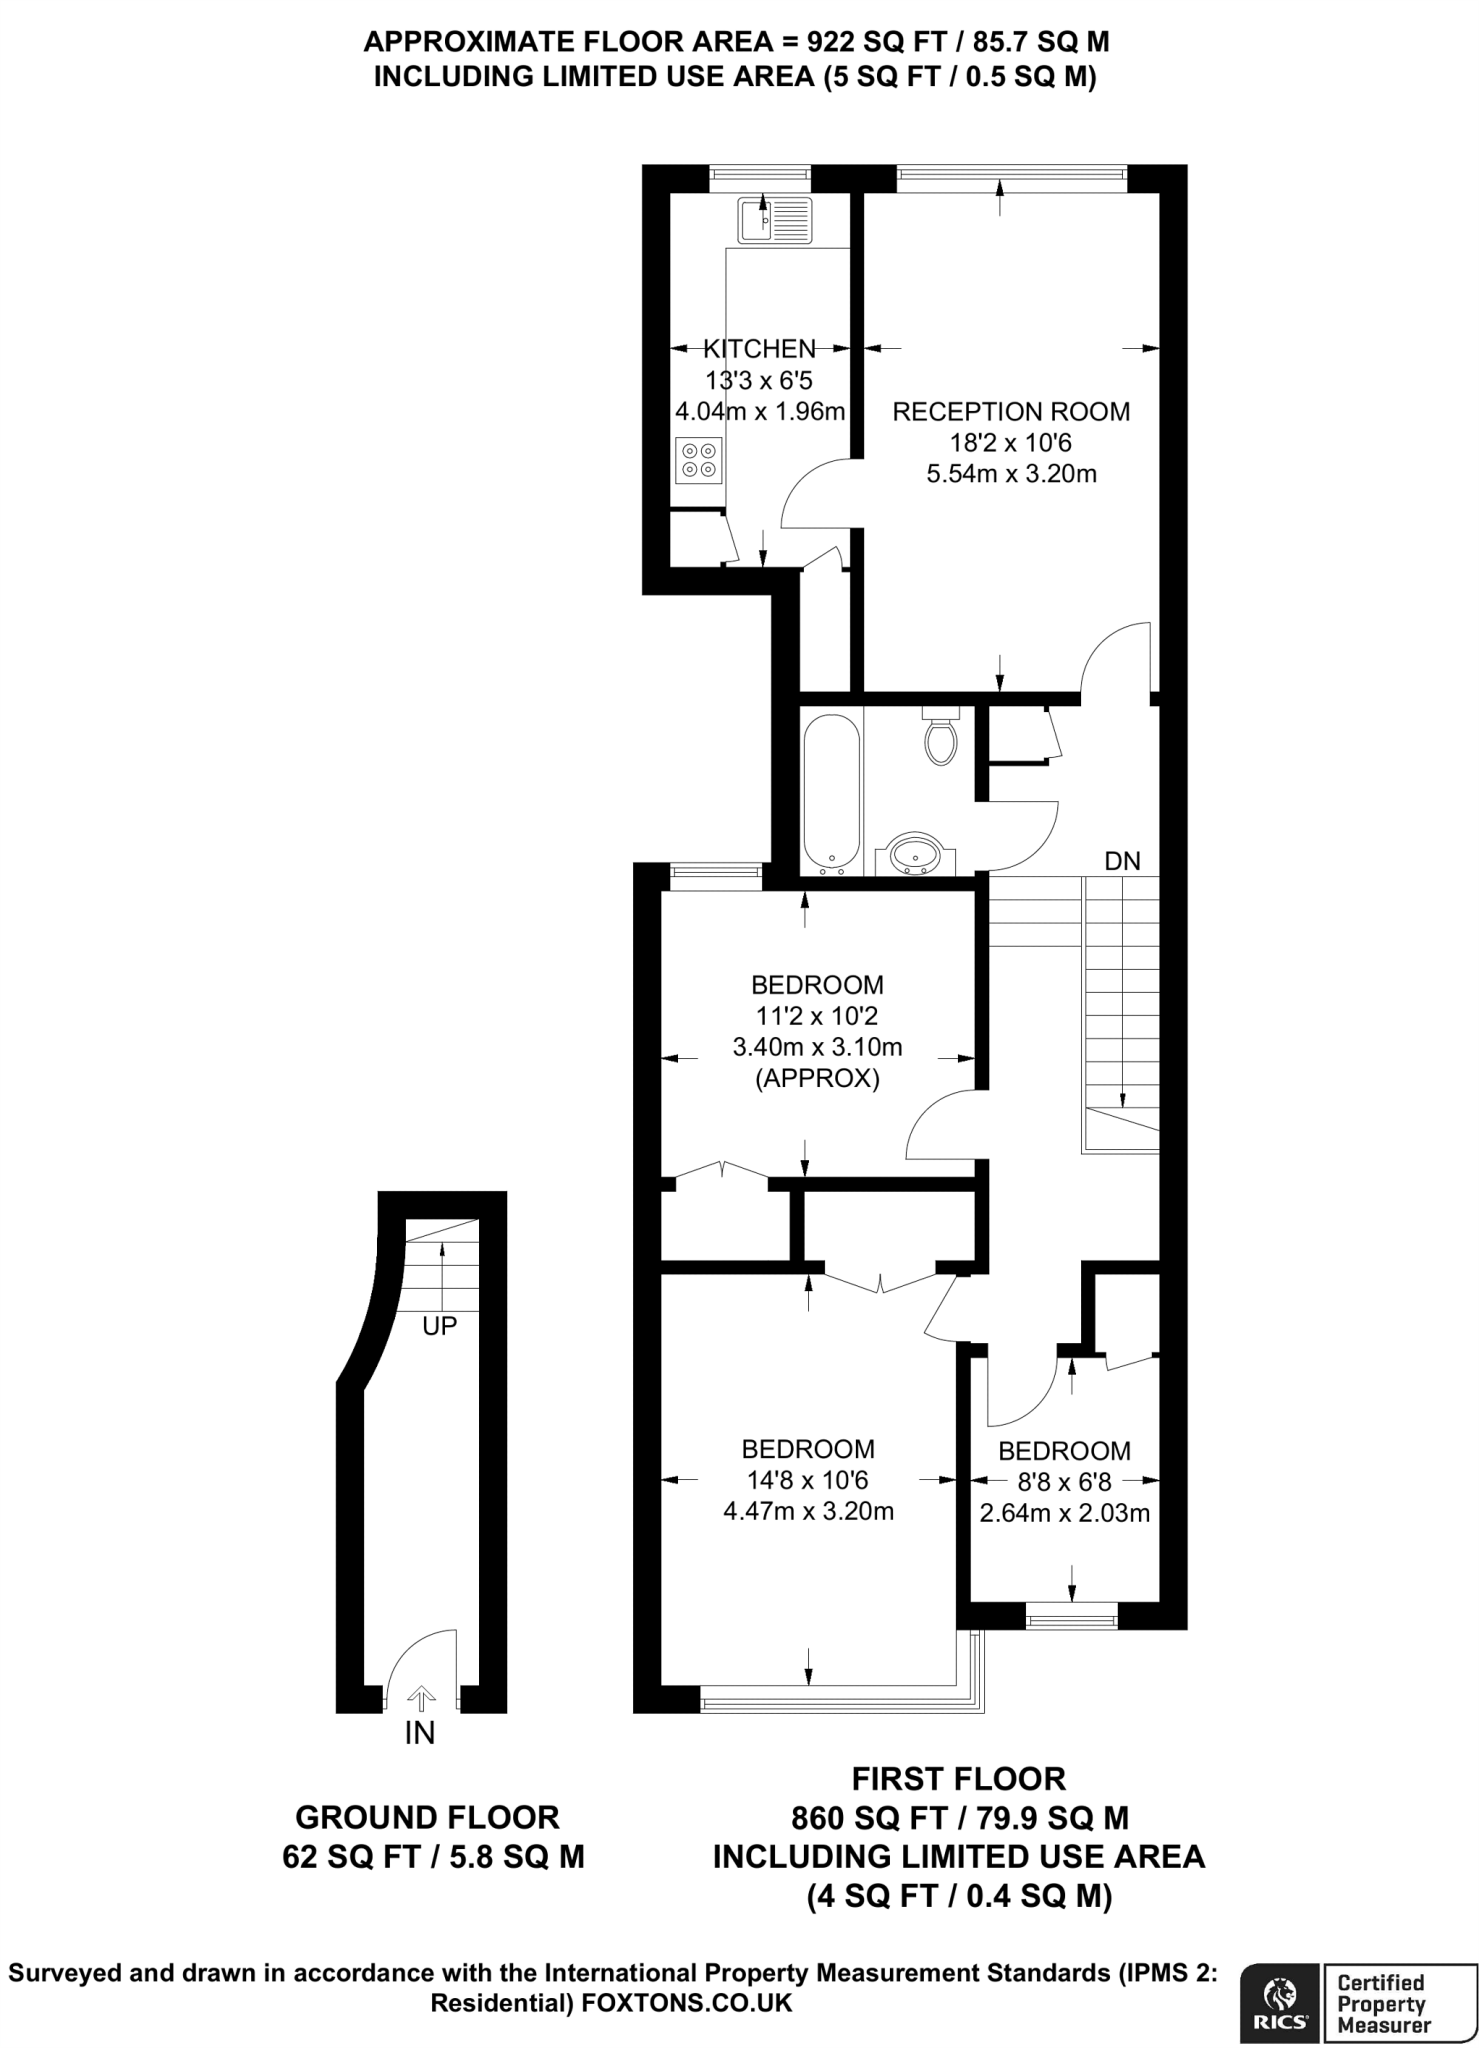 APPROXIMATE FLOOR AREA = 922 SQ FT / 85.7 SQ M
INCLUDING LIMITED USE AREA (5 SQ FT / 0.5 SQ M)
KITCHEN
13'3 x 6'5
4.04m x 1.96m
RECEPTION ROOM
18'2 x 10'6
5.54m x 3.20m
DN
BEDROOM
11'2 x 10'2
3.40m x 3.10m
(APPROX)
UP
BEDROOM
14'8 x 10'6
4.47m x 3.20m
BEDROOM
8'8 x 6'8
2.64m x 2.03m
IN
GROUND FLOOR
62 SQ FT / 5.8 SQ M
FIRST FLOOR
860 SQ FT / 79.9 SQ M
INCLUDING LIMITED USE AREA
(4 SQ FT / 0.4 SQ M)
Surveyed and drawn in accordance with the International Property Measurement Standards (IPMS 2:
Residential) FOXTONS.CO.UK
RICS
Certified
Property
Measurer